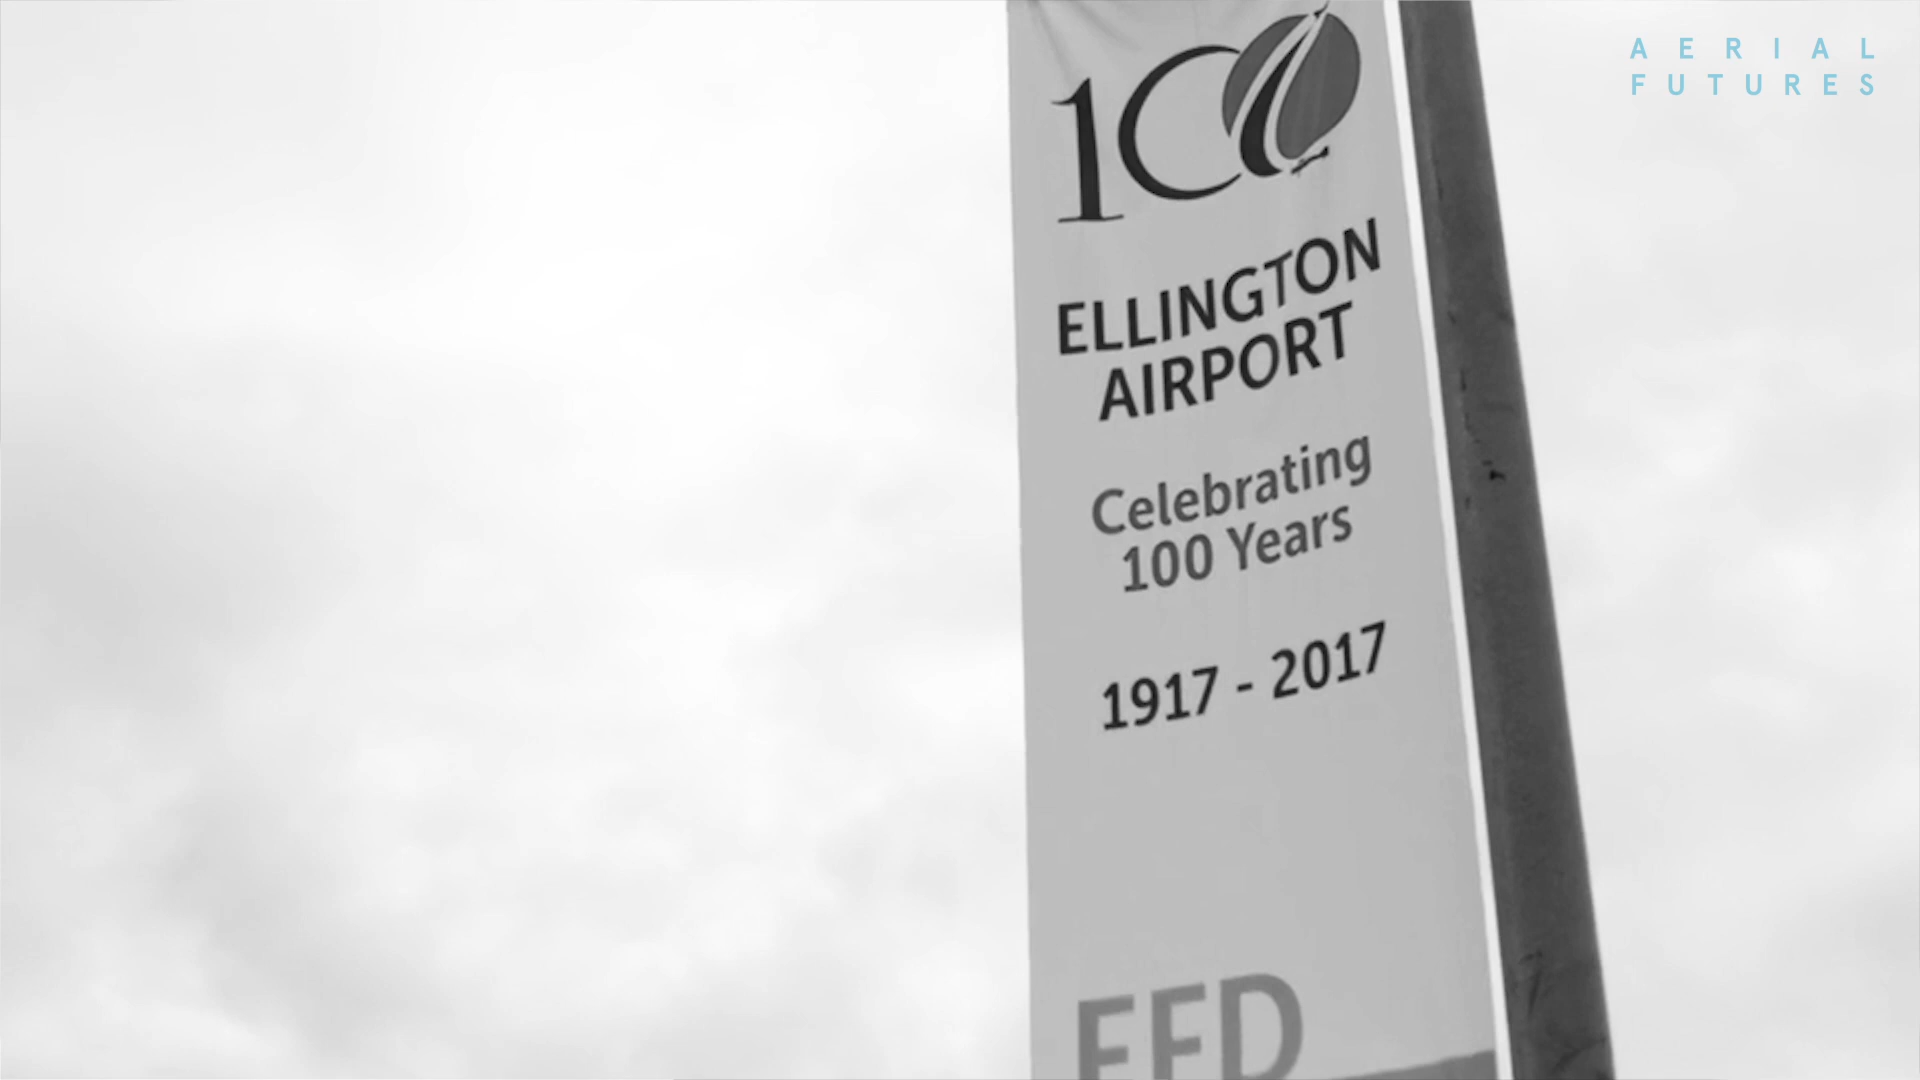 AERIAL
FUTURES
100
ELLINGTON
AIRPORT
Celebrating
100 Years
1917 - 2017